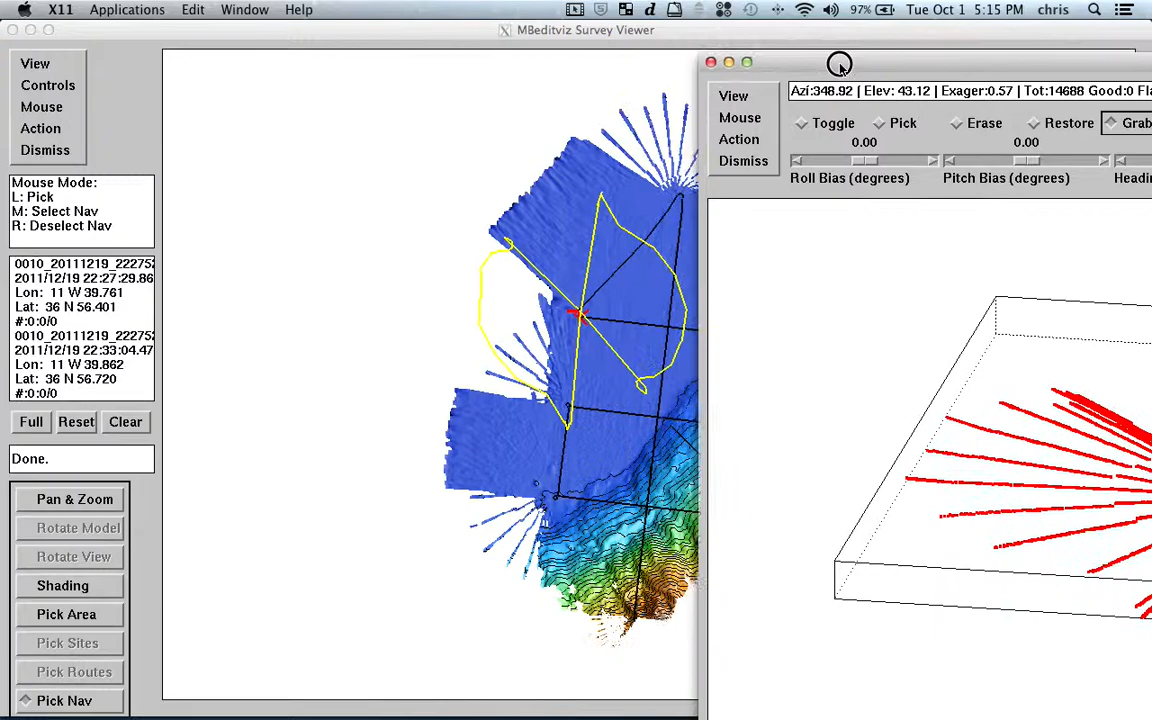 X11 Applications Edit Window Help
97% Tue Oct 1 5:15 PM chris
MBeditviz Survey Viewer
View
Controls
Mouse
Action
Dismiss
Mouse Mode:
L: Pick
M: Select Nav
R: Deselect Nav
0010_20111219_222752
2011/12/19 22:27:29.86
Lon: 11 W 39.761
Lat: 36 N 56.401
#:0:0/0
0010_20111219_222752
2011/12/19 22:33:04.47
Lon: 11 W 39.862
Lat: 36 N 56.720
#:0:0/0
Full Reset Clear
Done.
Pan & Zoom
Rotate Model
Rotate View
Shading
Pick Area
Pick Sites
Pick Routes
Pick Nav
View
Mouse
Action
Dismiss
Azi:348.92 | Elev: 43.12 | Exager:0.57 | Tot:14688 Good:0 Fla
Toggle Pick Erase Restore Grab
0.00 0.00
Roll Bias (degrees) Pitch Bias (degrees) Headi